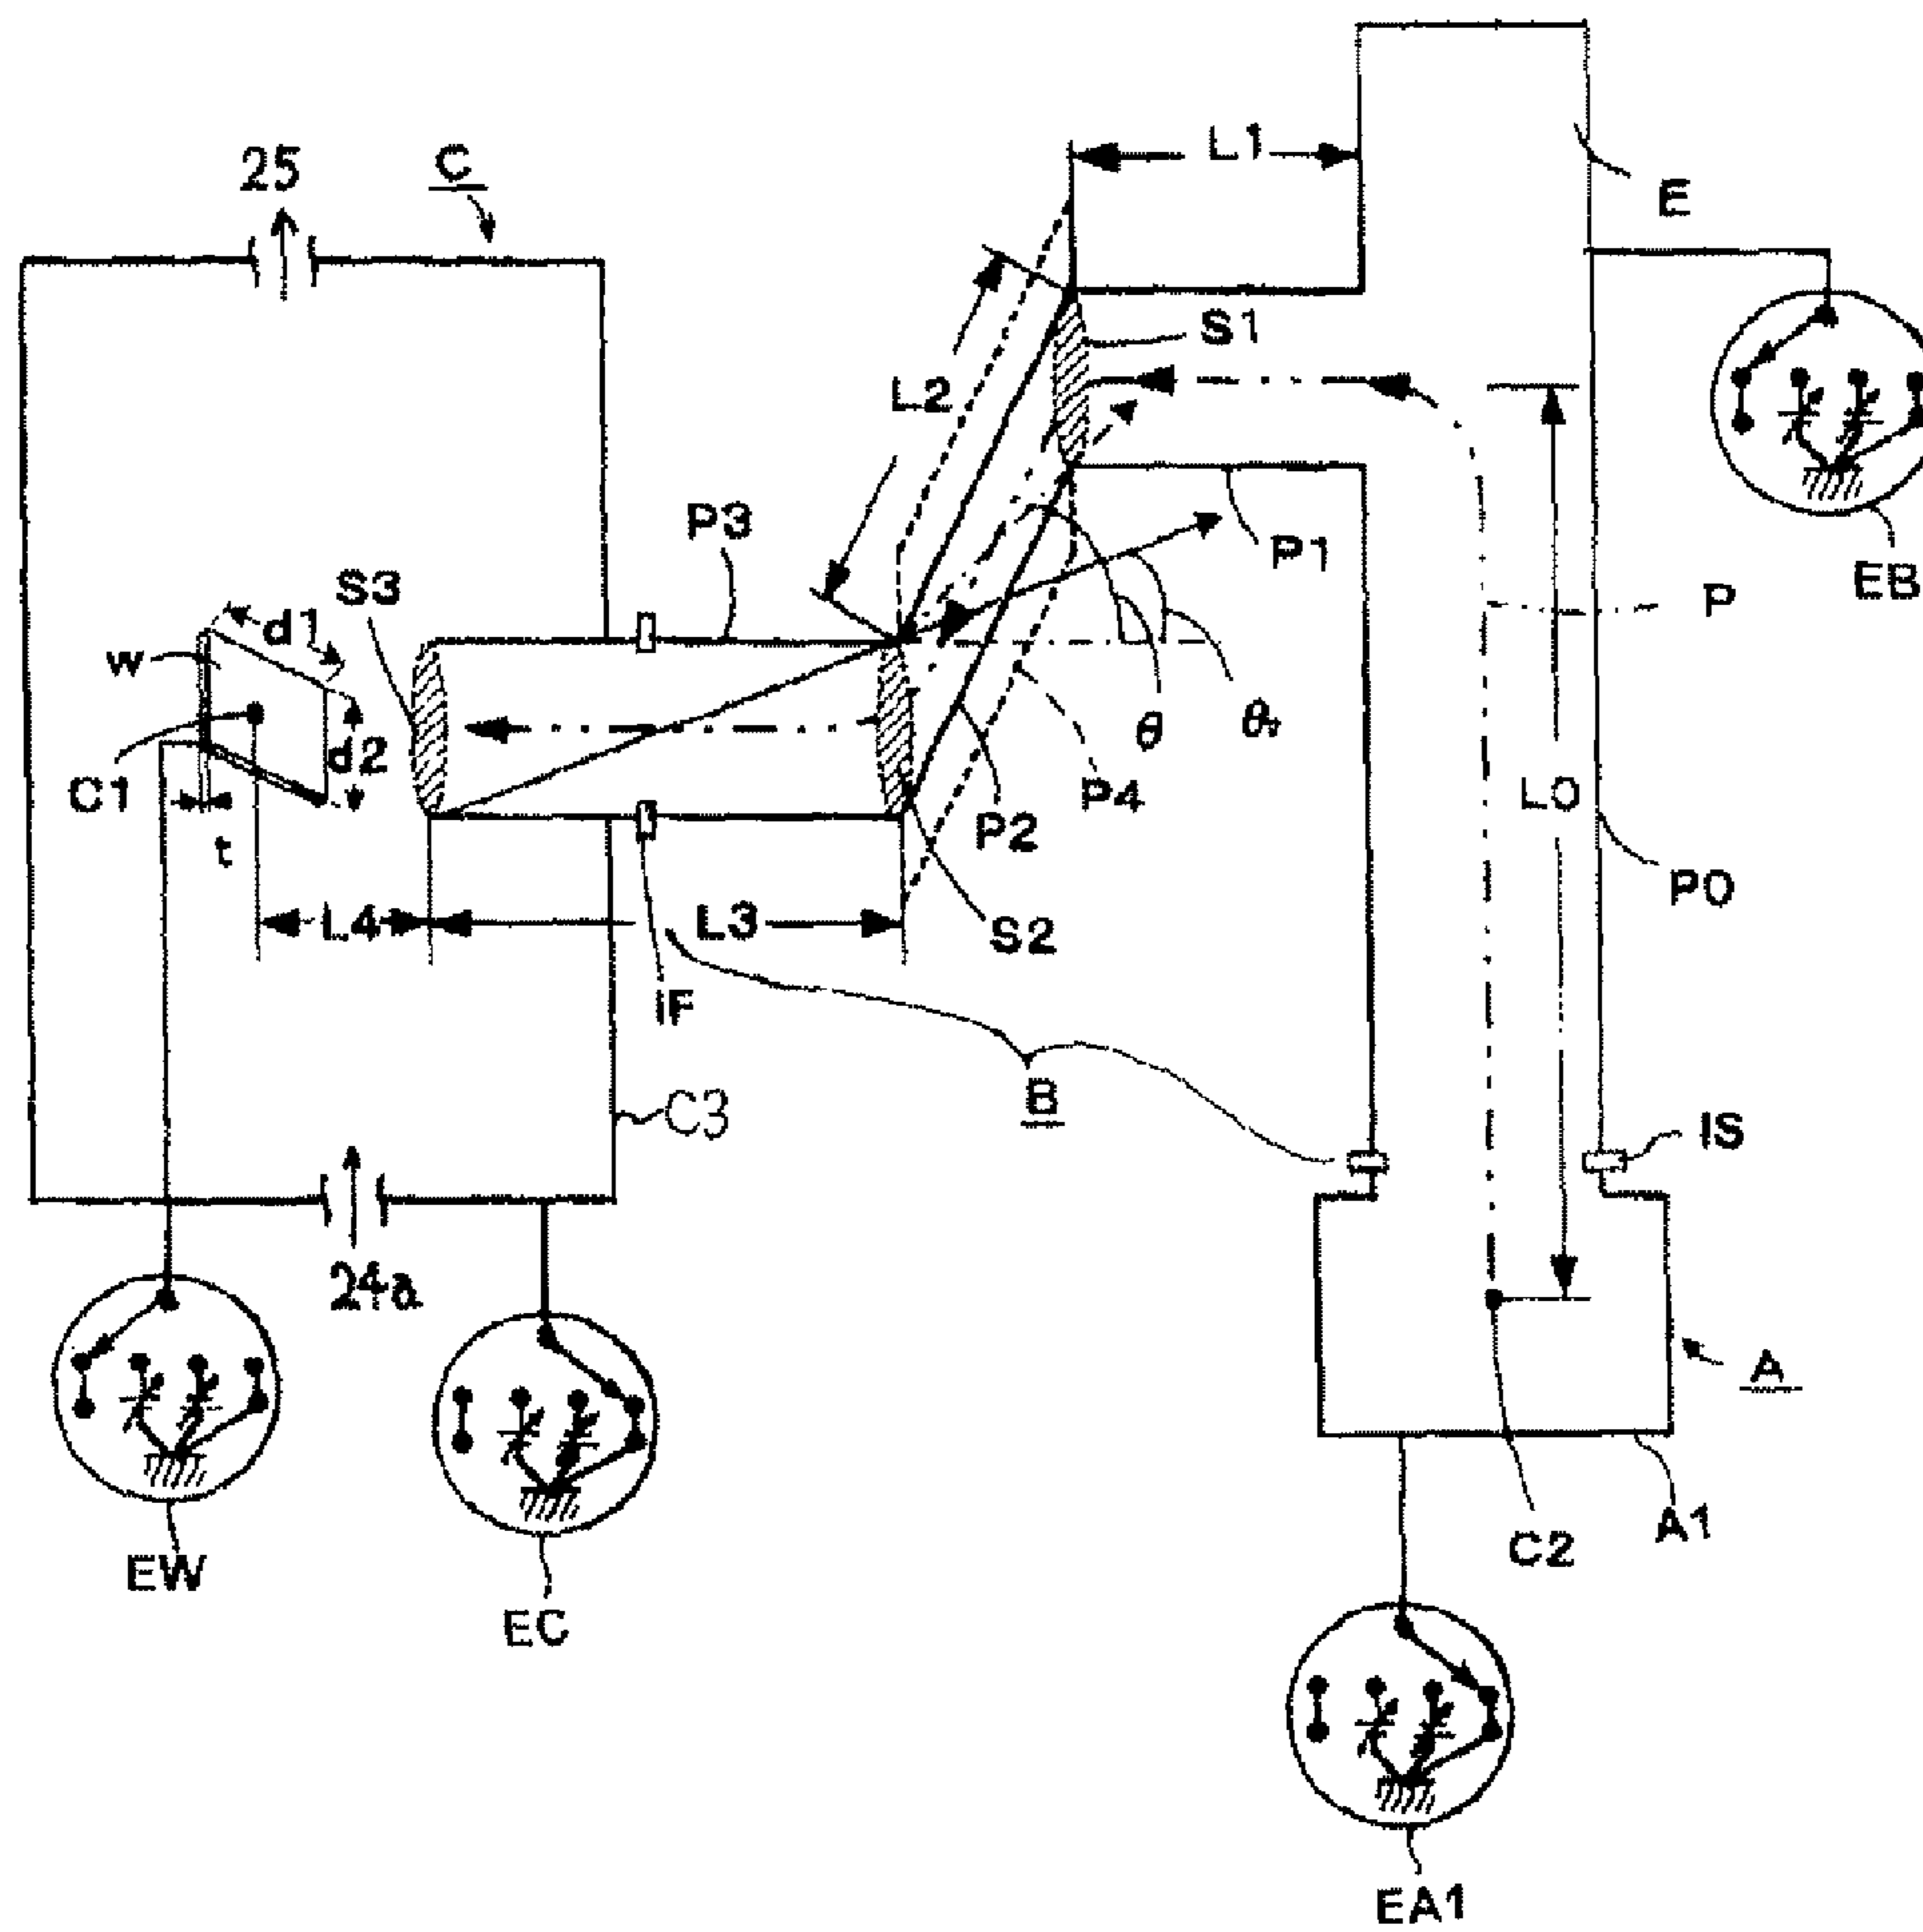 25
C
L1
E
S1
L2
P3
P1
S3
d1
w
P
EB
θ
d2
P4
C1
P2
L0
t
P0
L4
L3
S2
IF
B
C3
IS
24a
A
C2
A1
EW
EC
EA1